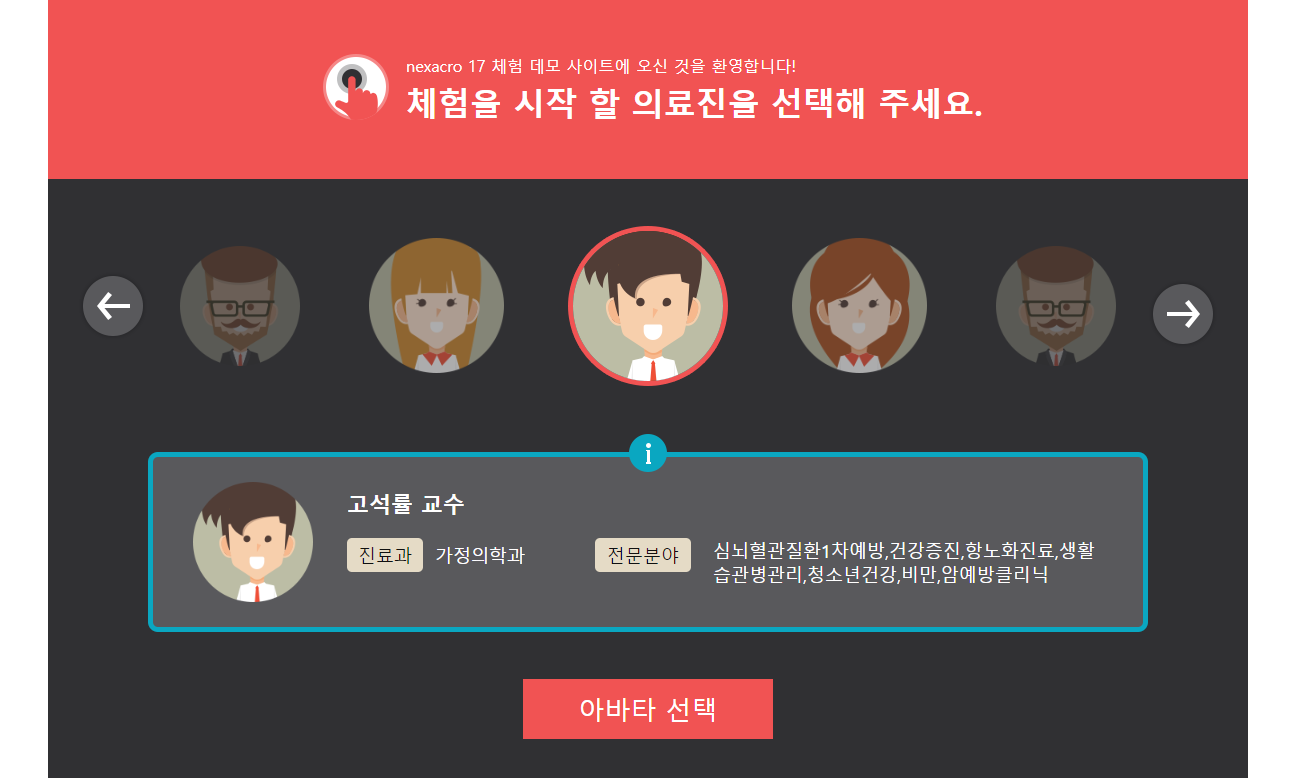 nexacro 17 체험 데모 사이트에 오신 것을 환영합니다!
체험을 시작 할 의료진을 선택해 주세요.
i
고석률 교수
진료과 가정의학과
전문분야 심뇌혈관질환1차예방,건강증진,항노화진료,생활
습관병관리,청소년건강,비만,암예방클리닉
아바타 선택